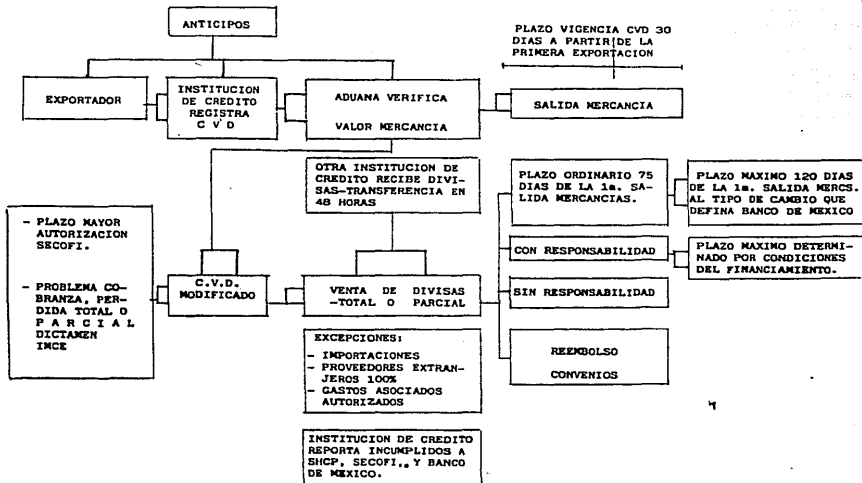 ANTICIPOS
PLAZO VIGENCIA CVD 30
DIAS A PARTIR DE LA
PRIMERA EXPORTACION
EXPORTADOR
INSTITUCION
DE CREDITO
REGISTRA
C V D
ADUANA VERIFICA
VALOR MERCANCIA
SALIDA MERCANCIA
OTRA INSTITUCION DE
CREDITO RECIBE DIVI-
SAS-TRANSFERENCIA EN
48 HORAS
PLAZO ORDINARIO 75
DIAS DE LA 1a. SA-
LIDA MERCANCIAS.
PLAZO MAXIMO 120 DIAS
DE LA 1a. SALIDA MERCS.
AL TIPO DE CAMBIO QUE
DEFINA BANCO DE MEXICO
- PLAZO MAYOR
AUTORIZACION
SECOFI.
- PROBLEMA CO-
BRANZA, PER-
DIDA TOTAL O
P A R C I A L
DICTAMEN
IMCE
CON RESPONSABILIDAD
PLAZO MAXIMO DETERMI-
NADO POR CONDICIONES
DEL FINANCIAMIENTO.
C.V.D.
MODIFICADO
VENTA DE DIVISAS
-TOTAL O PARCIAL
SIN RESPONSABILIDAD
EXCEPCIONES:
- IMPORTACIONES
- PROVEEDORES EXTRAN-
JEROS 100%
- GASTOS ASOCIADOS
AUTORIZADOS
REEMBOLSO
CONVENIOS
INSTITUCION DE CREDITO
REPORTA INCUMPLIDOS A
SHCP, SECOFI., Y BANCO
DE MEXICO.